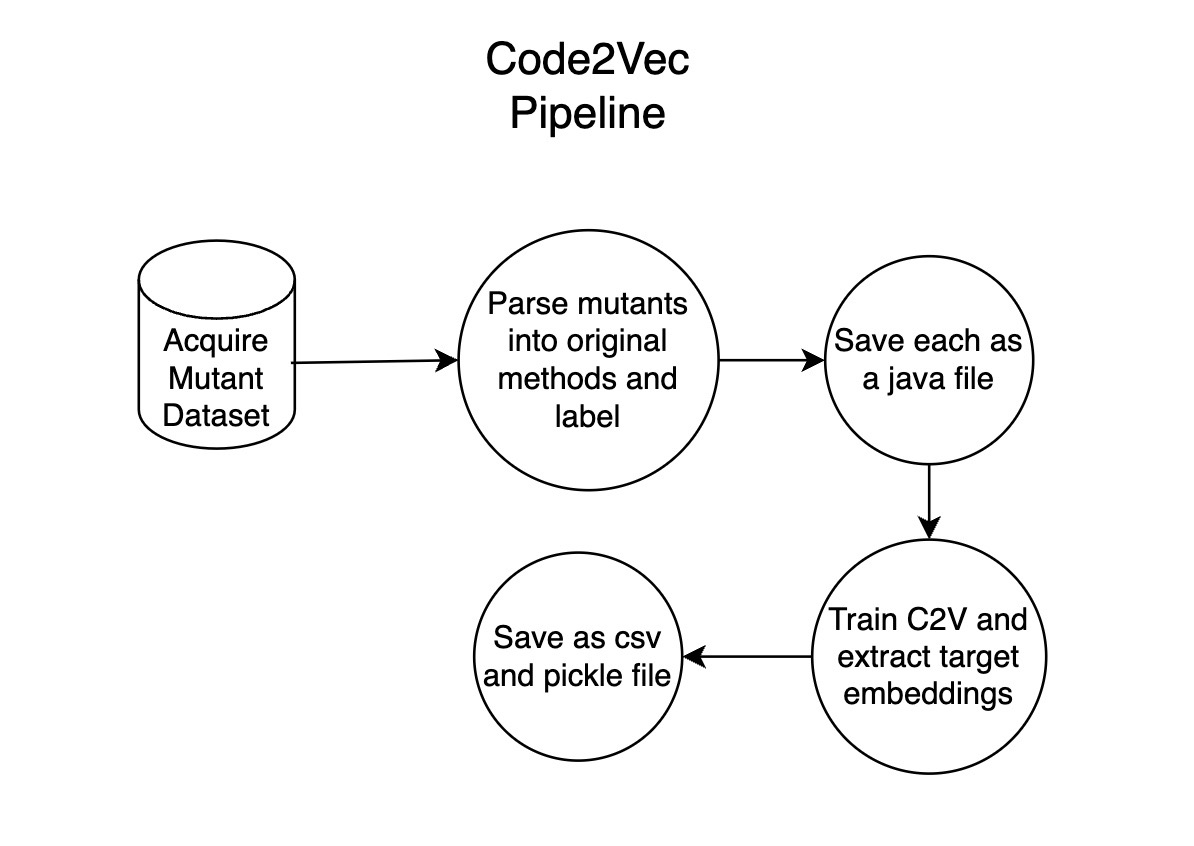 Code2Vec
Pipeline
Acquire
Mutant
Dataset
Parse mutants
into original
methods and
label
Save each as
a java file
Train C2V and
extract target
embeddings
Save as csv
and pickle file